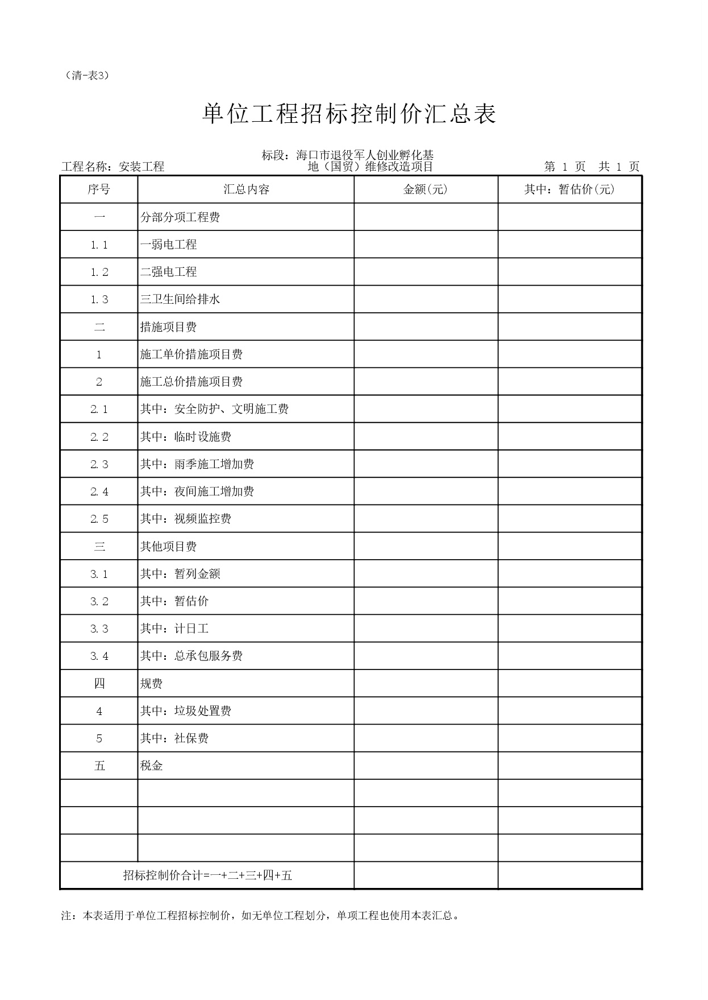 （清-表3）
单位工程招标控制价汇总表
标段：海口市退役军人创业孵化基
工程名称：安装工程 地（国贸）维修改造项目 第 1 页 共 1 页
序号 汇总内容 金额(元) 其中：暂估价(元)
一 分部分项工程费
1.1 一弱电工程
1.2 二强电工程
1.3 三卫生间给排水
二 措施项目费
1 施工单价措施项目费
2 施工总价措施项目费
2.1 其中：安全防护、文明施工费
2.2 其中：临时设施费
2.3 其中：雨季施工增加费
2.4 其中：夜间施工增加费
2.5 其中：视频监控费
三 其他项目费
3.1 其中：暂列金额
3.2 其中：暂估价
3.3 其中：计日工
3.4 其中：总承包服务费
四 规费
4 其中：垃圾处置费
5 其中：社保费
五 税金
招标控制价合计=一+二+三+四+五
注：本表适用于单位工程招标控制价，如无单位工程划分，单项工程也使用本表汇总。